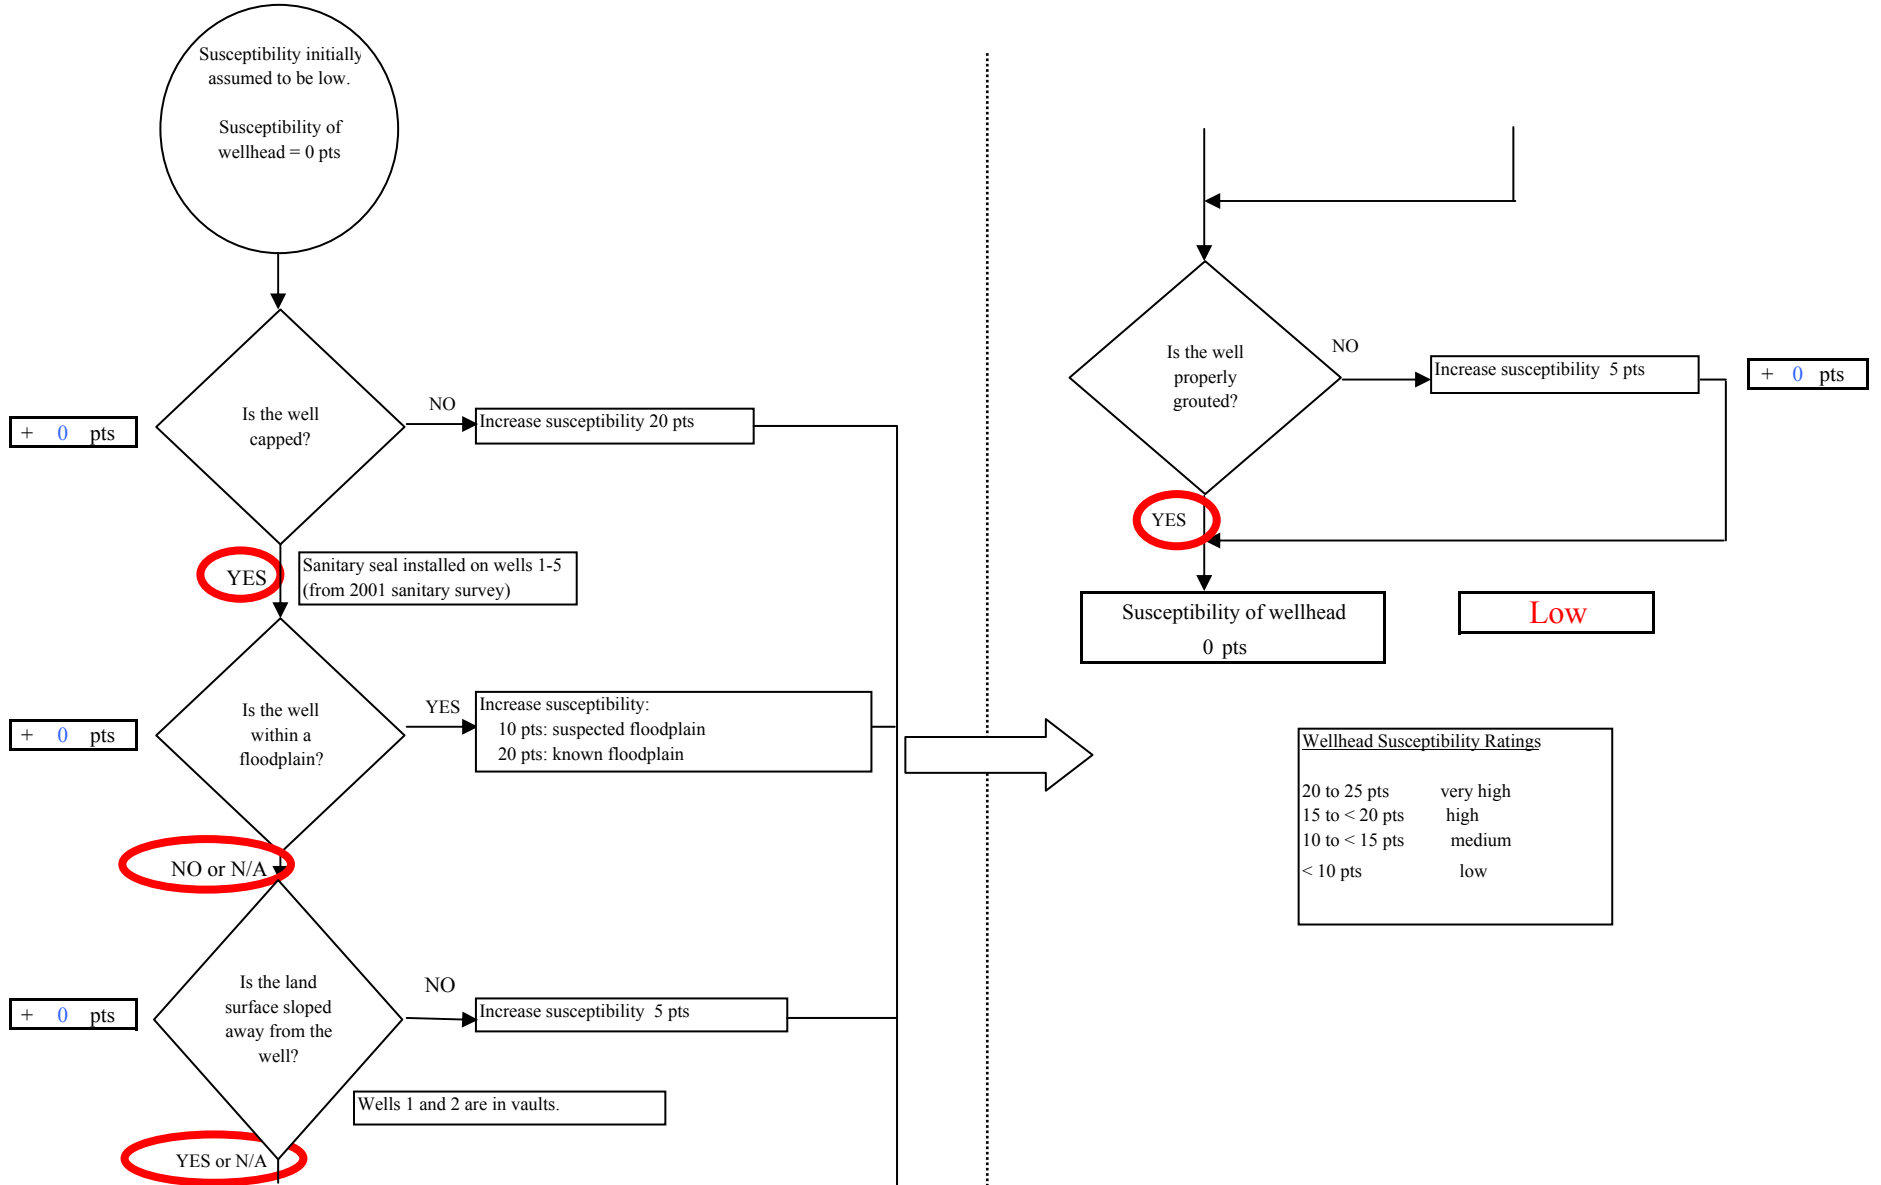 Susceptibility initially
assumed to be low.
Susceptibility of
wellhead = 0 pts
Is the well
capped?
NO
Increase susceptibility 20 pts
+ 0 pts
YES
Sanitary seal installed on wells 1-5
(from 2001 sanitary survey)
Is the well
within a
floodplain?
YES
Increase susceptibility:
10 pts: suspected floodplain
20 pts: known floodplain
+ 0 pts
NO or N/A
Is the land
surface sloped
away from the
well?
NO
Increase susceptibility 5 pts
+ 0 pts
Wells 1 and 2 are in vaults.
YES or N/A
Is the well
properly
grouted?
NO
Increase susceptibility 5 pts
+ 0 pts
YES
Susceptibility of wellhead
0 pts
Low
Wellhead Susceptibility Ratings
20 to 25 pts very high
15 to < 20 pts high
10 to < 15 pts medium
< 10 pts low